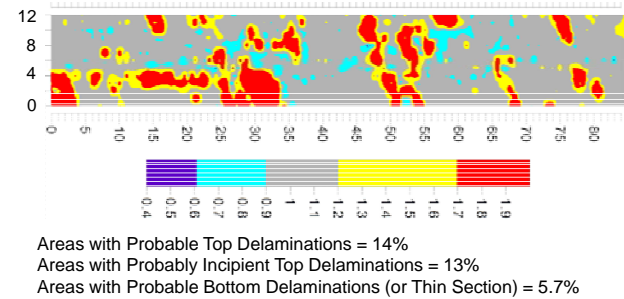 12
8
4
0
0 5 10 15 20 25 30 35 40 45 50 55 60 65 70 75 80
0.4 0.5 0.6 0.7 0.8 0.9 1 1.1 1.2 1.3 1.4 1.5 1.6 1.7 1.8 1.9
Areas with Probable Top Delaminations = 14%
Areas with Probably Incipient Top Delaminations = 13%
Areas with Probable Bottom Delaminations (or Thin Section) = 5.7%